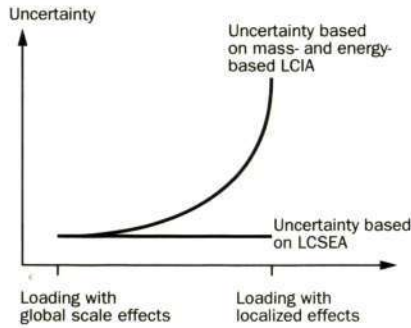 Uncertainty
Uncertainty based
on mass- and energy-
based LCIA
Uncertainty based
on LCSEA
Loading with
global scale effects
Loading with
localized effects